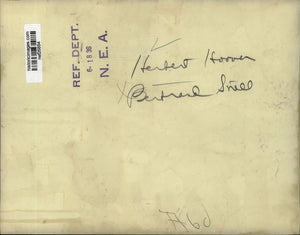 Herbert Hoover
Bertrand Snell
REF. DEPT.
6-18 36
N. E. A.